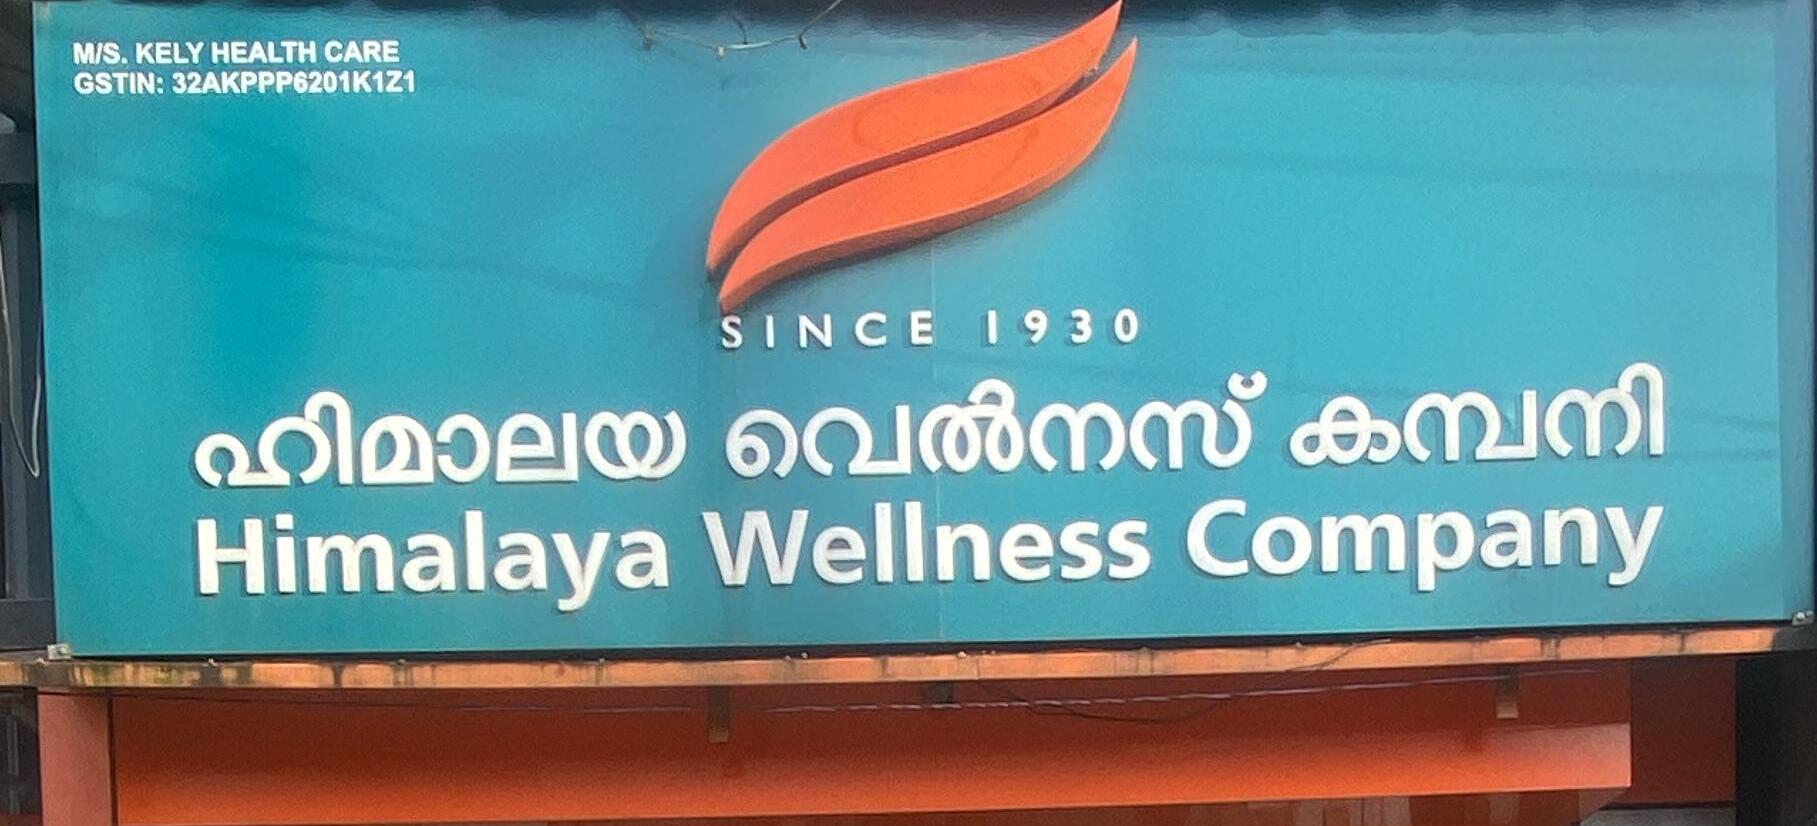 M/S. KELY HEALTH CARE
GSTIN: 32AKPPP6201K1Z1
SINCE 1930
ഹിമാലയ വെൽനസ് കമ്പനി
Himalaya Wellness Company